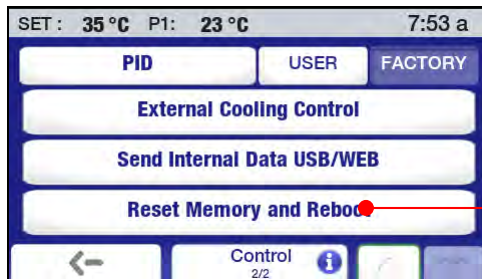 SET : 35 °C P1: 23 °C 7:53 a
PID USER FACTORY
External Cooling Control
Send Internal Data USB/WEB
Reset Memory and Reboot
Control
2/2